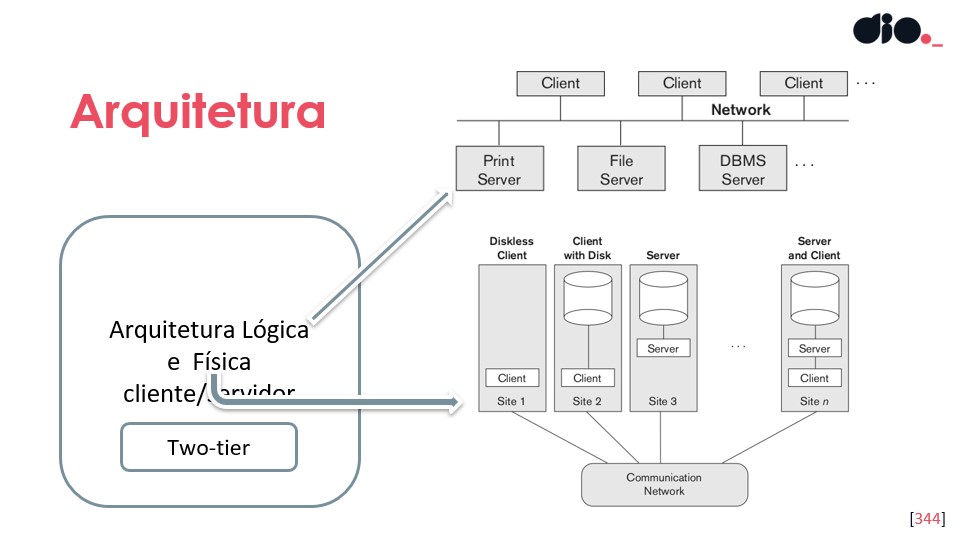 dio._
Arquitetura
Client Client Client ...
Network
Print
Server
File
Server
DBMS
Server
...
Arquitetura Lógica
e Física
cliente/servidor
Two-tier
Diskless
Client
Client
with Disk
Server
Server
and Client
Server
...
Server
Client
Client
Client
Site 1
Site 2
Site 3
Site n
Communication
Network
[344]